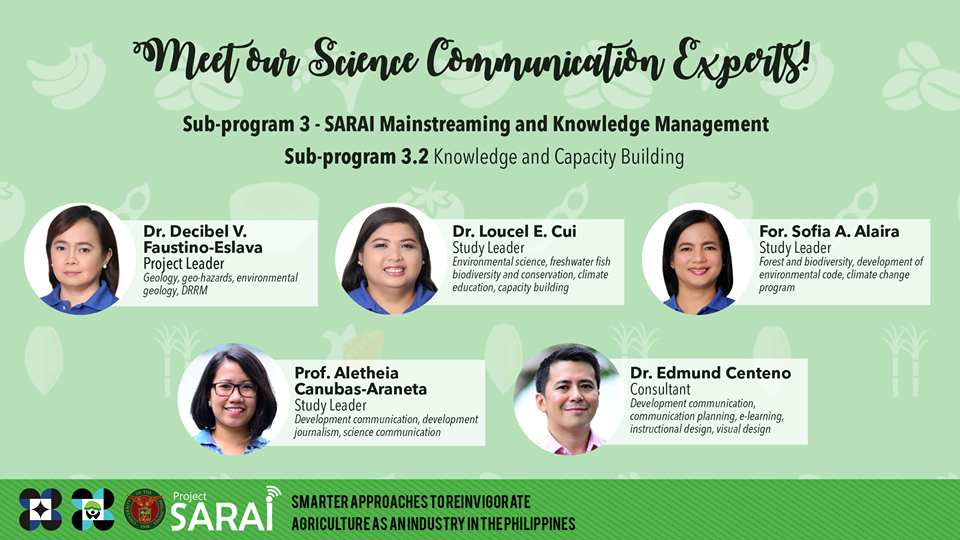 Meet our Science Communication Experts!
Sub-program 3 - SARAI Mainstreaming and Knowledge Management
Sub-program 3.2 Knowledge and Capacity Building
Dr. Decibel V.
Faustino-Eslava
Project Leader
Geology, geo-hazards, environmental
geology, DRRM
Dr. Loucel E. Cui
Study Leader
Environmental science, freshwater fish
biodiversity and conservation, climate
education, capacity building
For. Sofia A. Alaira
Study Leader
Forest and biodiversity, development of
environmental code, climate change
program
Prof. Aletheia
Canubas-Araneta
Study Leader
Development communication, development
journalism, science communication
Dr. Edmund Centeno
Consultant
Development communication,
communication planning, e-learning,
instructional design, visual design
Project
SARAI
SMARTER APPROACHES TO REINVIGORATE
AGRICULTURE AS AN INDUSTRY IN THE PHILIPPINES